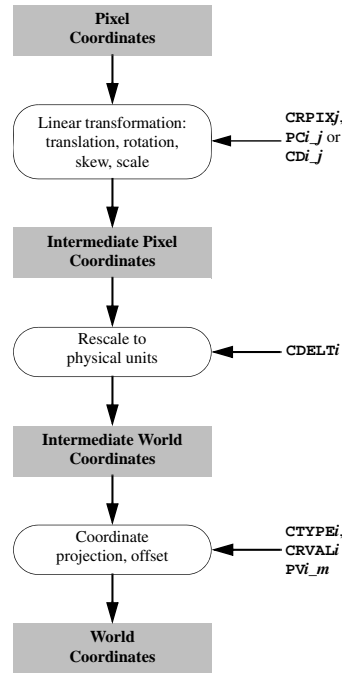 Pixel
Coordinates
Linear transformation:
translation, rotation,
skew, scale
CRPIXj,
PCi_j or
CDi_j
Intermediate Pixel
Coordinates
Rescale to
physical units
CDELTi
Intermediate World
Coordinates
Coordinate
projection, offset
CTYPEi,
CRVALi
PVi_m
World
Coordinates